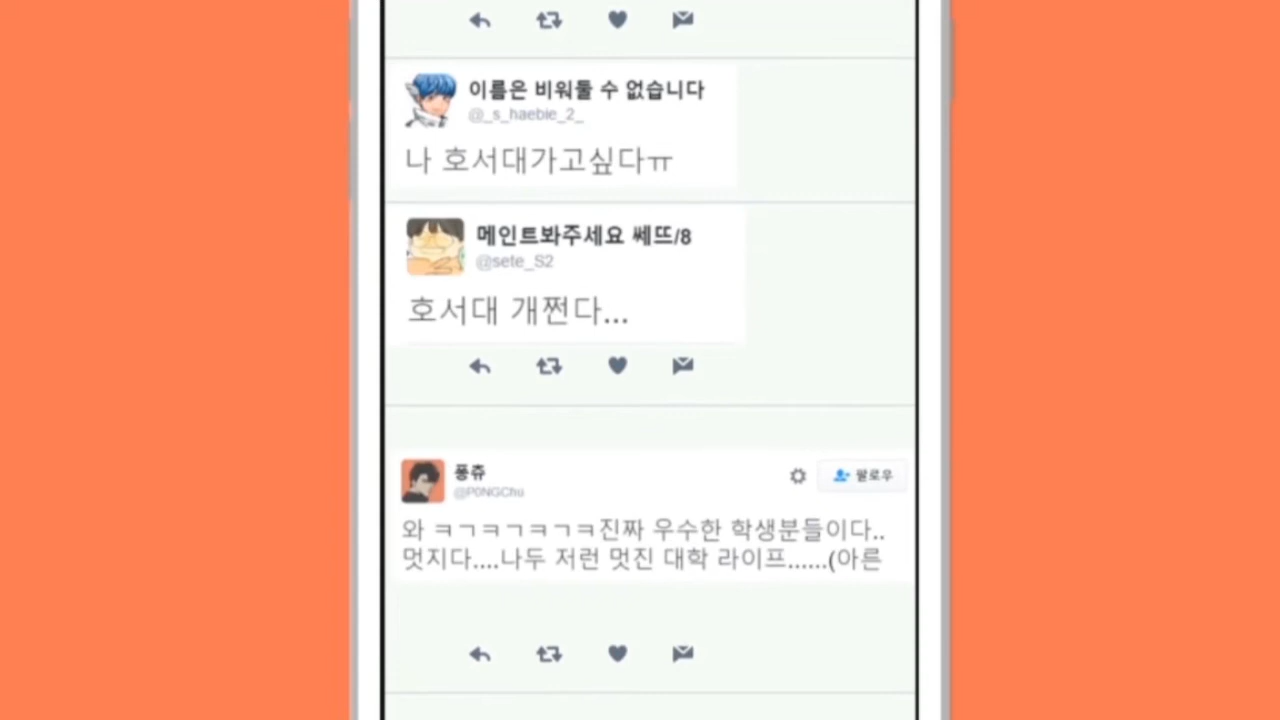 이름은 비워둘 수 없습니다
@_s_haebie_2_
나 호서대가고싶다ㅠ
메인트봐주세요 쎄뜨/8
@sete_S2
호서대 개쩐다...
퐁츄
@P0NGChu
팔로우
와 ㅋㄱㅋㄱㅋㄱㅋ진짜 우수한 학생분들이다..
멋지다....나두 저런 멋진 대학 라이프......(아른